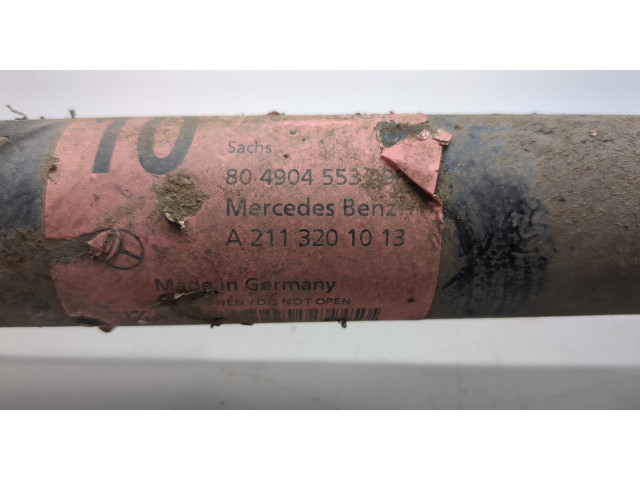 10
Sachs
80 4904 553
Mercedes Benz
A 211 320 10 13
Made in Germany
DO NOT OPEN